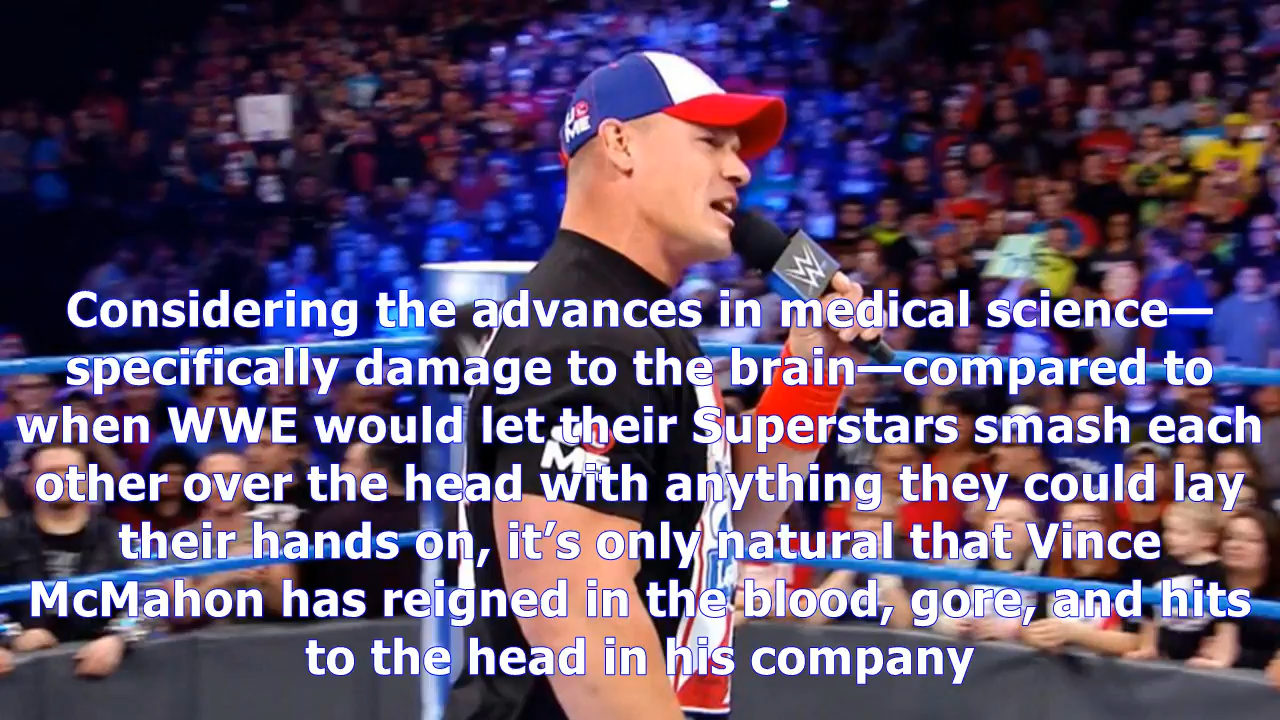 U
ME
W
Considering the advances in medical science—
specifically damage to the brain—compared to
when WWE would let their Superstars smash each
other over the head with anything they could lay
their hands on, it’s only natural that Vince
McMahon has reigned in the blood, gore, and hits
to the head in his company
ME